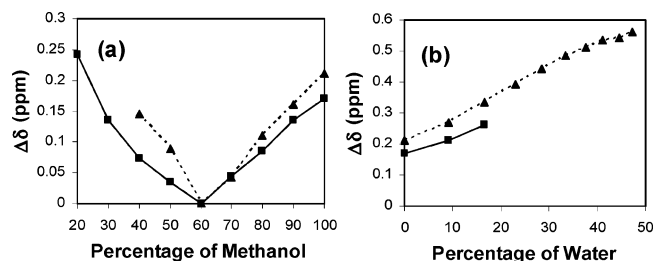 (a)
Δδ (ppm)
0.3
0.25
0.2
0.15
0.1
0.05
0
20 30 40 50 60 70 80 90 100
Percentage of Methanol
(b)
Δδ (ppm)
0.6
0.5
0.4
0.3
0.2
0.1
0
0 10 20 30 40 50
Percentage of Water